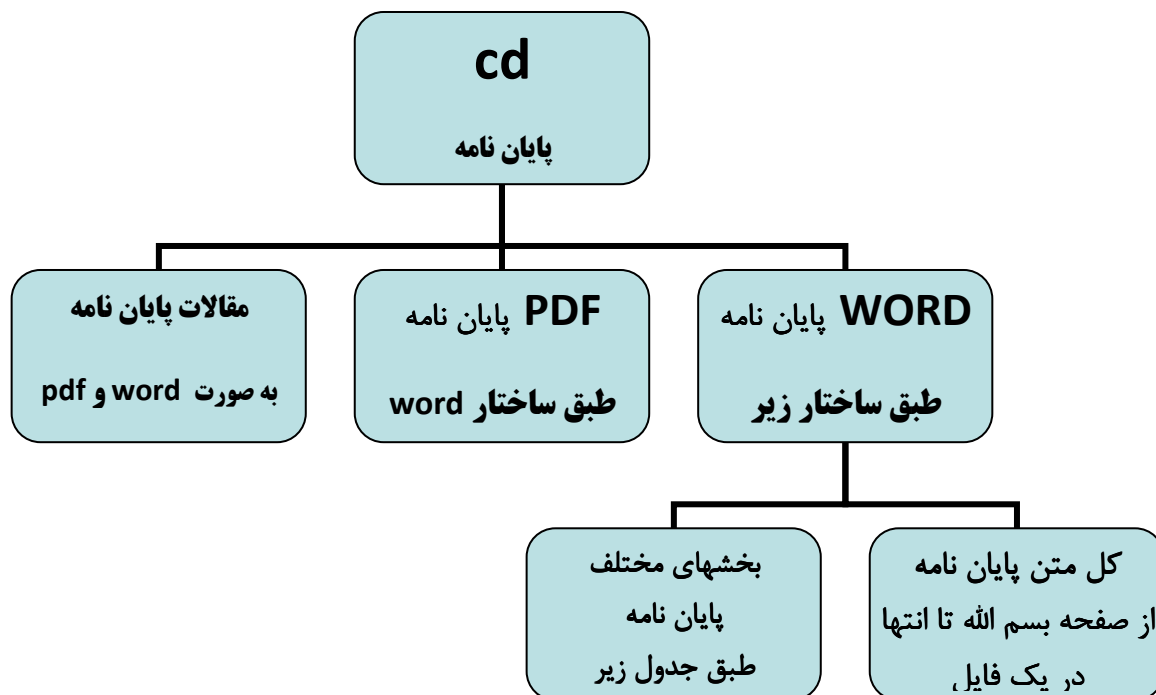 cd
پایان نامه
WORD پایان نامه
طبق ساختار زیر
PDF پایان نامه
طبق ساختار word
مقالات پایان نامه
به صورت word و pdf
کل متن پایان نامه
از صفحه بسم الله تا انتها
در یک فایل
بخشهای مختلف
پایان نامه
طبق جدول زیر